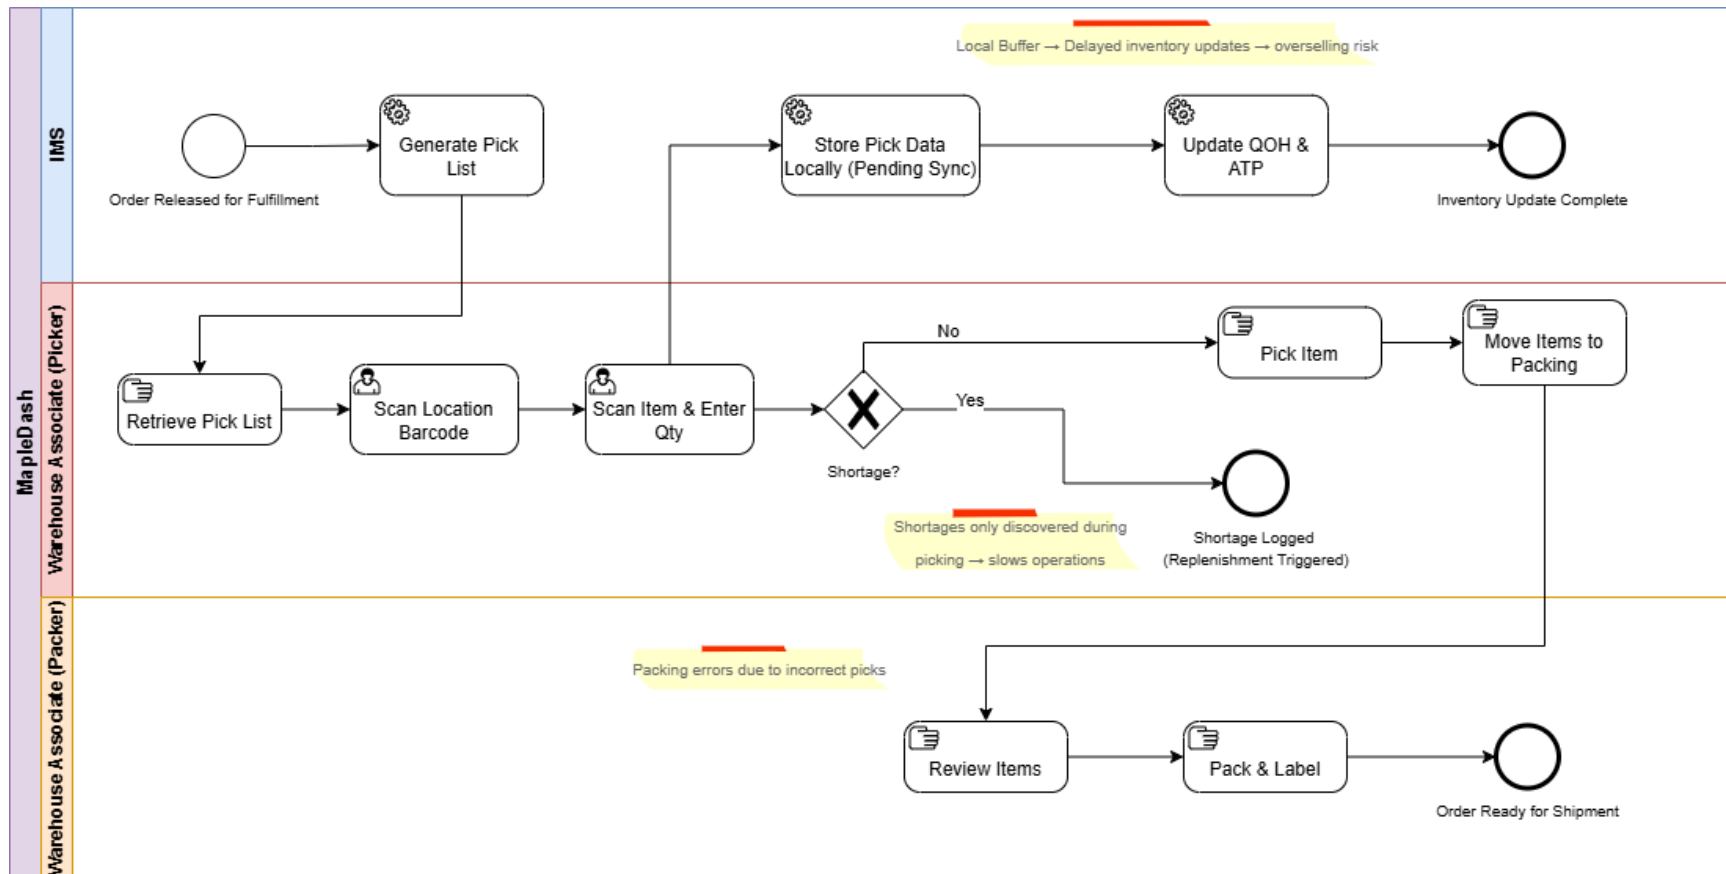 MapleDash
IMS
Local Buffer → Delayed inventory updates → overselling risk
Order Released for Fulfillment
Generate Pick
List
Store Pick Data
Locally (Pending Sync)
Update QOH &
ATP
Inventory Update Complete
Warehouse Associate (Picker)
Retrieve Pick List
Scan Location
Barcode
Scan Item & Enter
Qty
Shortage?
No
Yes
Pick Item
Move Items to
Packing
Shortages only discovered during
picking → slows operations
Shortage Logged
(Replenishment Triggered)
Warehouse Associate (Packer)
Packing errors due to incorrect picks
Review Items
Pack & Label
Order Ready for Shipment